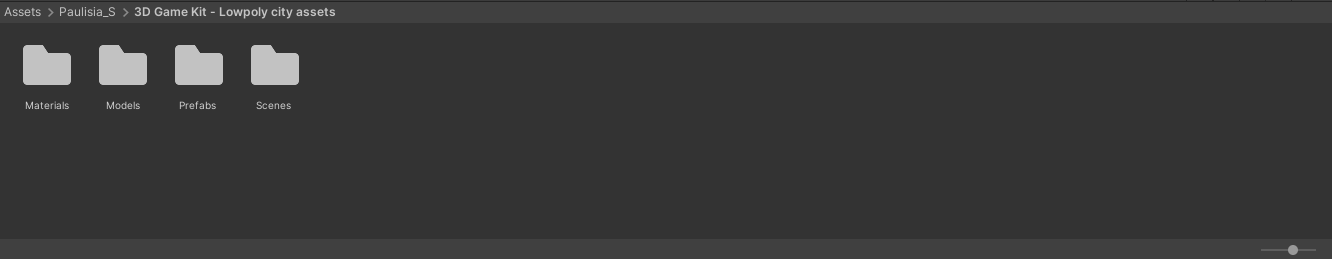 Assets > Paulisia_S > 3D Game Kit - Lowpoly city assets
Materials Models Prefabs Scenes